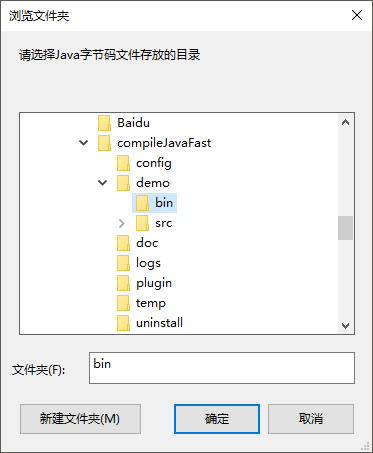 浏览文件夹
请选择Java字节码文件存放的目录
Baidu
compileJavaFast
config
demo
bin
src
doc
logs
plugin
temp
uninstall
文件夹(F): bin
新建文件夹(M) 确定 取消